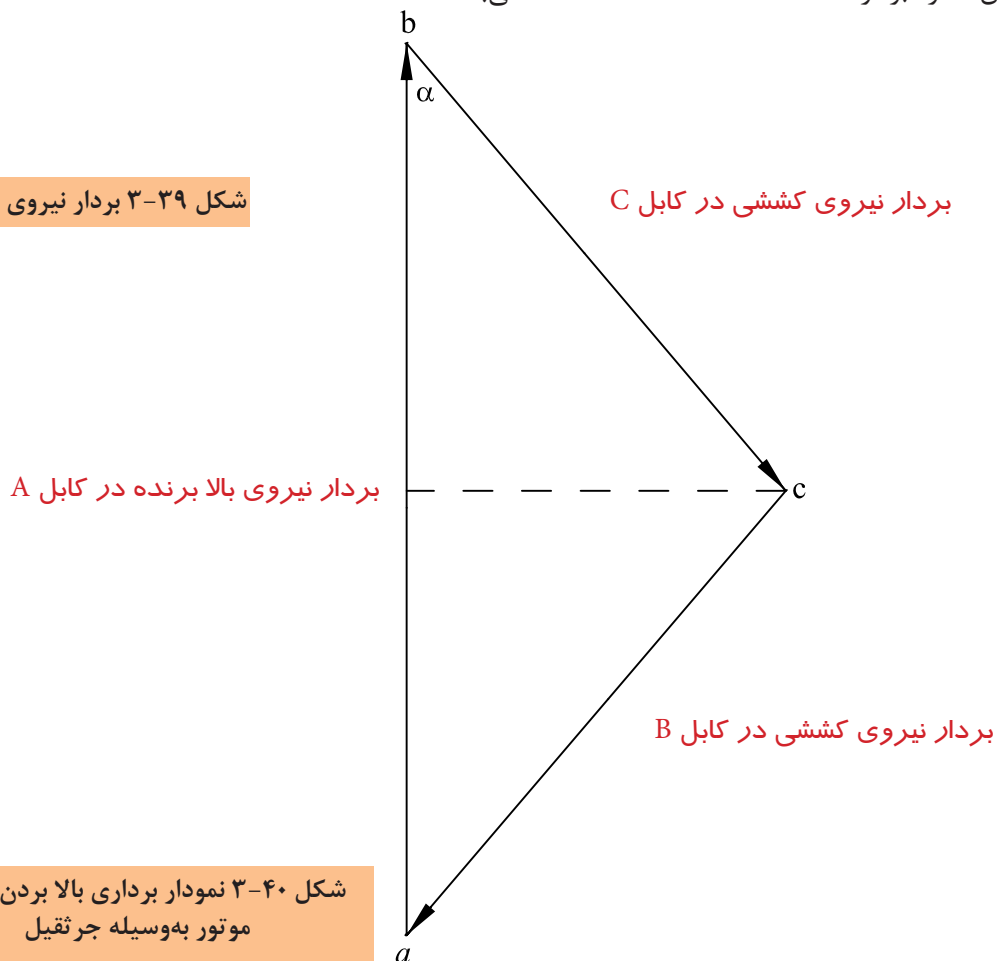 b
α
شکل ۳۹-۳ بردار نیروی
بردار نیروی کششی در کابل C
بردار نیروی بالا برنده در کابل A
c
بردار نیروی کششی در کابل B
شکل ۴۰-۳ نمودار برداری بالا بردن
موتور به‌وسیله جرثقیل
a